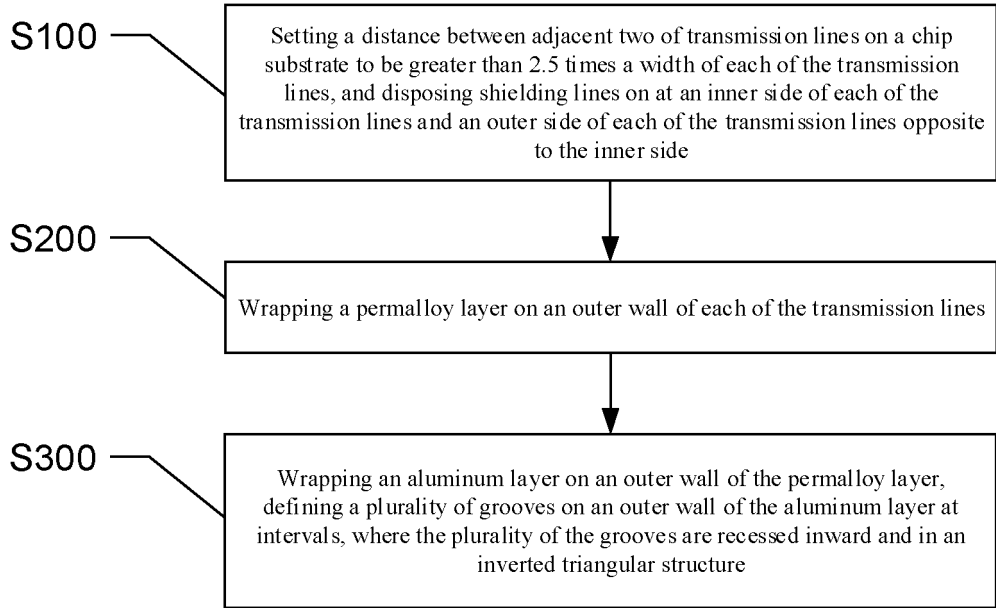 S100
Setting a distance between adjacent two of transmission lines on a chip
substrate to be greater than 2.5 times a width of each of the transmission
lines, and disposing shielding lines on at an inner side of each of the
transmission lines and an outer side of each of the transmission lines opposite
to the inner side
S200
Wrapping a permalloy layer on an outer wall of each of the transmission lines
S300
Wrapping an aluminum layer on an outer wall of the permalloy layer,
defining a plurality of grooves on an outer wall of the aluminum layer at
intervals, where the plurality of the grooves are recessed inward and in an
inverted triangular structure